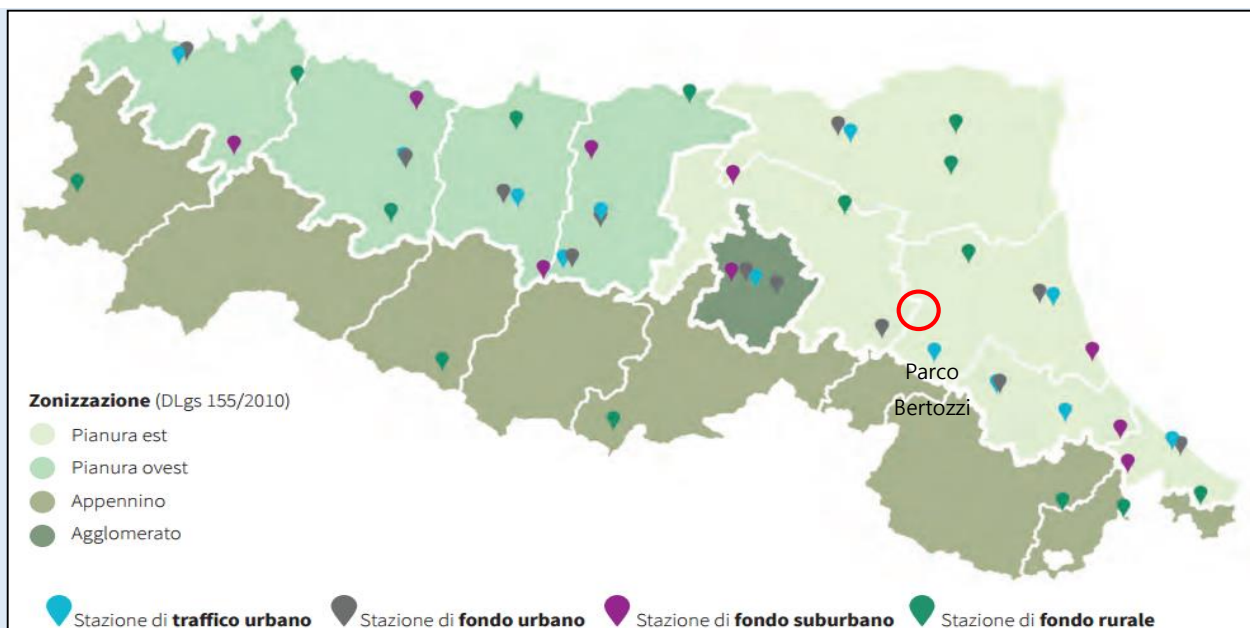 Parco
Bertozzi
Zonizzazione (DLgs 155/2010)
Pianura est
Pianura ovest
Appennino
Agglomerato
Stazione di traffico urbano
Stazione di fondo urbano
Stazione di fondo suburbano
Stazione di fondo rurale